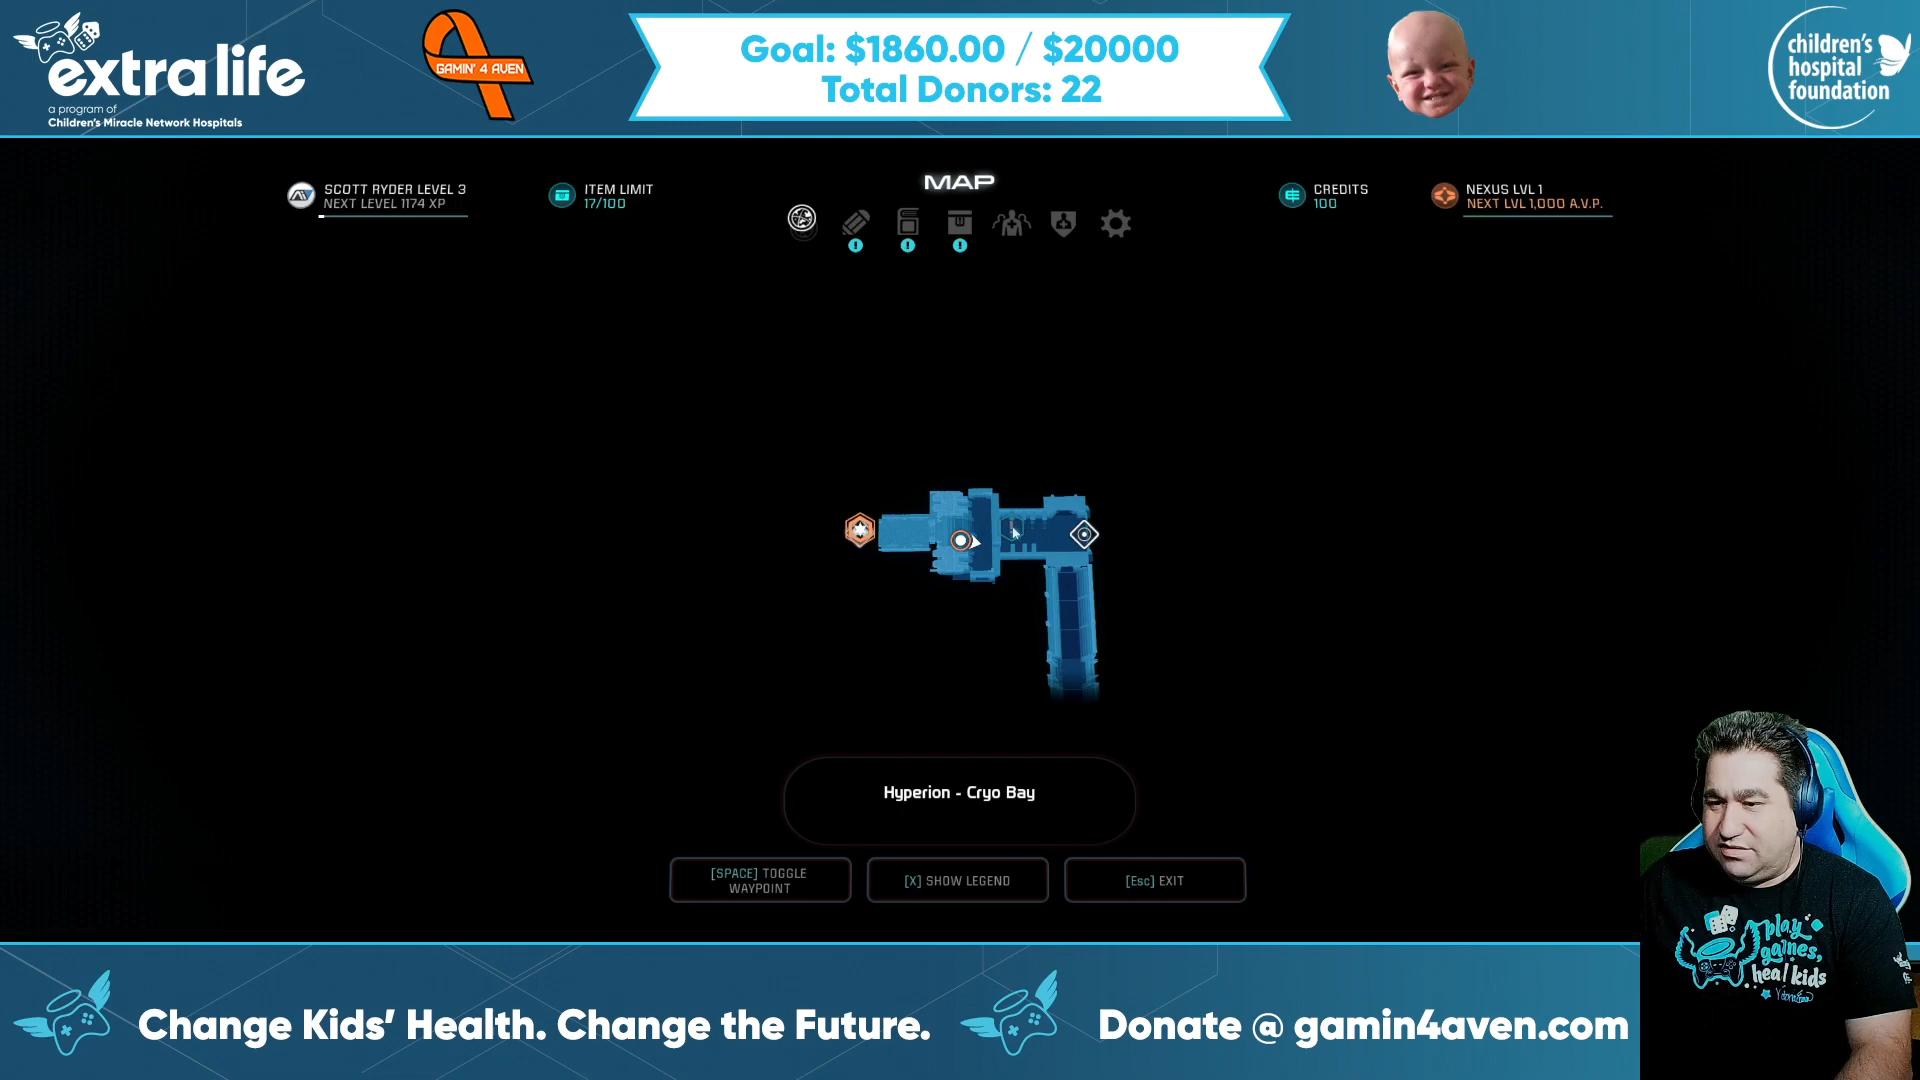 extra life
a program of
Children's Miracle Network Hospitals
GAMIN' 4 AVEN
Goal: $1860.00 / $20000
Total Donors: 22
children's
hospital
foundation
SCOTT RYDER LEVEL 3
NEXT LEVEL 1174 XP
ITEM LIMIT
17/100
MAP
CREDITS
100
NEXUS LVL 1
NEXT LVL 1,000 A.V.P.
Hyperion - Cryo Bay
[SPACE] TOGGLE
WAYPOINT
[X] SHOW LEGEND
[Esc] EXIT
play
games,
heal kids
Change Kids' Health. Change the Future.
Donate @ gamin4aven.com